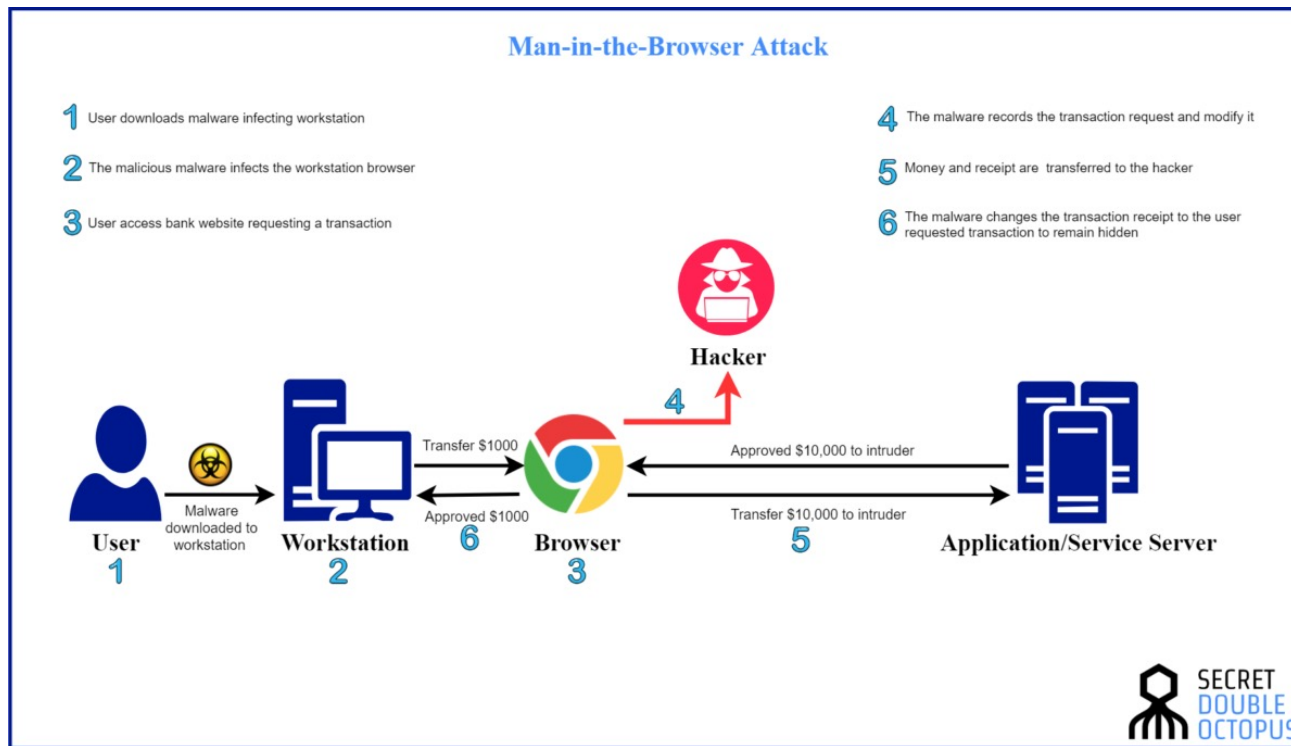 Man-in-the-Browser Attack
1 User downloads malware infecting workstation
2 The malicious malware infects the workstation browser
3 User access bank website requesting a transaction
4 The malware records the transaction request and modify it
5 Money and receipt are transferred to the hacker
6 The malware changes the transaction receipt to the user
requested transaction to remain hidden
Hacker
4
Transfer $1000
Approved $10,000 to intruder
Malware
downloaded to
workstation
Approved $1000
Transfer $10,000 to intruder
6
5
User
Workstation
Browser
Application/Service Server
1
2
3
SECRET
DOUBLE
OCTOPUS